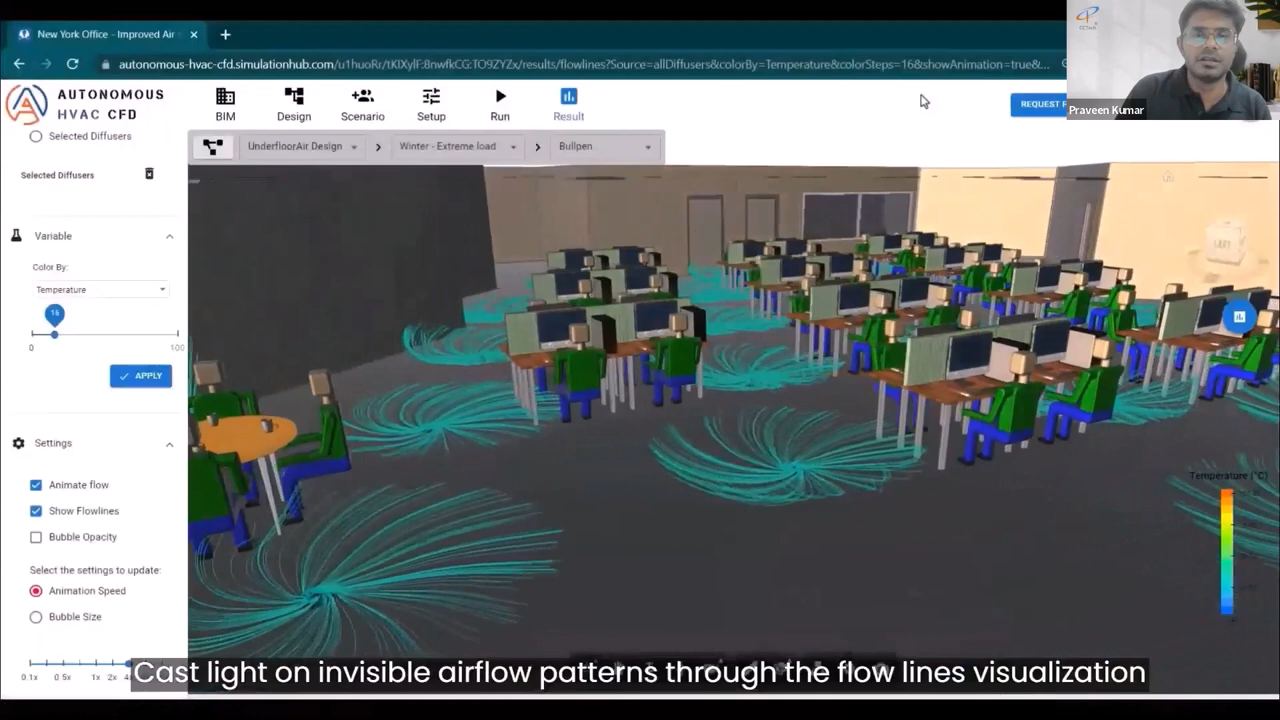 New York Office - Improved Air
autonomous-hvac-cfd.simulationhub.com/u1huoRr/tKlXylF:8nwfkCG:TO9ZYZx/results/flowlines?Source=allDiffusers&colorBy=Temperature&colorSteps=16&showAnimation=true&...
CCTech
Praveen Kumar
AUTONOMOUS
HVAC CFD
BIM
Design
Scenario
Setup
Run
Result
REQUEST
UnderfloorAir Design
Winter - Extreme load
Bullpen
Selected Diffusers
Selected Diffusers
Variable
Color By:
Temperature
16
0
100
APPLY
Settings
Animate flow
Show Flowlines
Bubble Opacity
Select the settings to update:
Animation Speed
Bubble Size
0.1x 0.5x 1x 2x
LEFT
Temperature (°C)
Cast light on invisible airflow patterns through the flow lines visualization